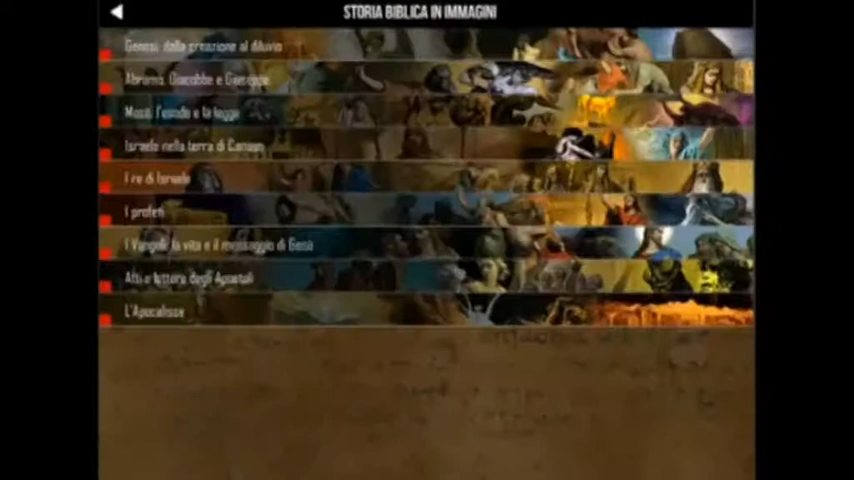 STORIA BIBLICA IN IMMAGINI
Genesi: dalla creazione al diluvio
Abramo, Giacobbe e Giuseppe
Mosè, l'esodo e la legge
Israele nella terra di Canaan
I re di Israele
I profeti
I Vangeli: la vita e il messaggio di Gesù
Atti e lettere degli Apostoli
L'Apocalisse